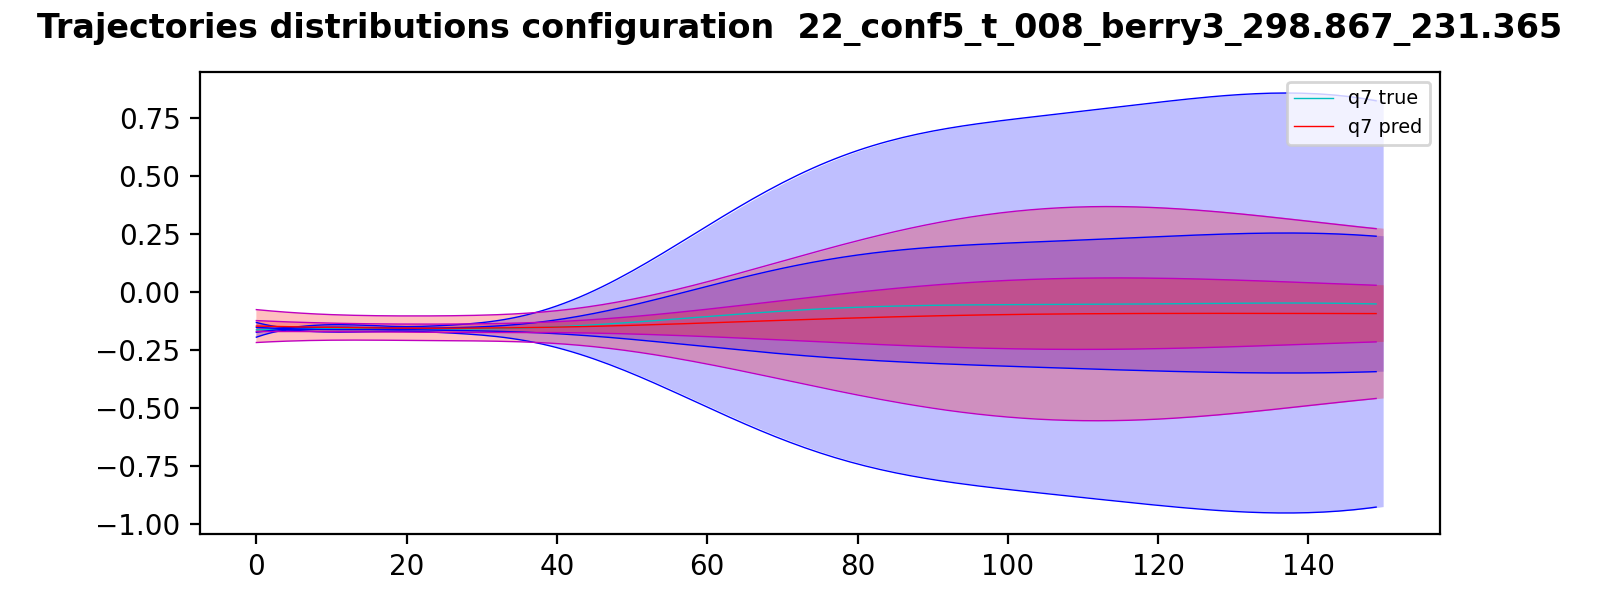 Trajectories distributions configuration  22_conf5_t_008_berry3_298.867_231.365
q7 true
q7 pred
0.75
0.50
0.25
0.00
−0.25
−0.50
−0.75
−1.00
0 20 40 60 80 100 120 140